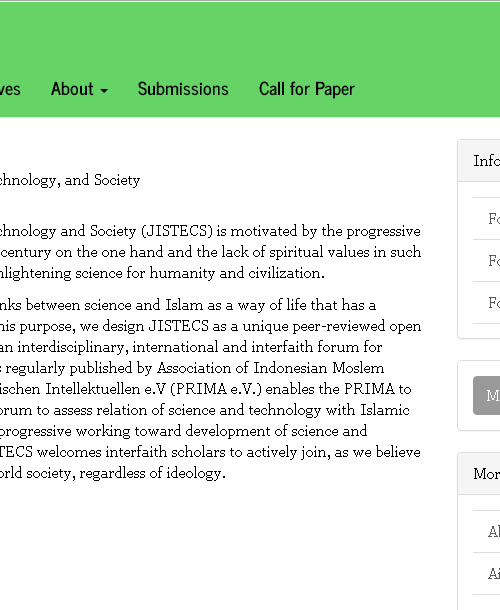 ves About Submissions Call for Paper
chnology, and Society
chnology and Society (JISTECS) is motivated by the progressive
century on the one hand and the lack of spiritual values in such
nlightening science for humanity and civilization.
nks between science and Islam as a way of life that has a
his purpose, we design JISTECS as a unique peer-reviewed open
an interdisciplinary, international and interfaith forum for
s regularly published by Association of Indonesian Moslem
ischen Intellektuellen e.V (PRIMA e.V.) enables the PRIMA to
orum to assess relation of science and technology with Islamic
progressive working toward development of science and
TECS welcomes interfaith scholars to actively join, as we believe
orld society, regardless of ideology.
Info
Fo
Fo
Fo
M
Mor
Ai